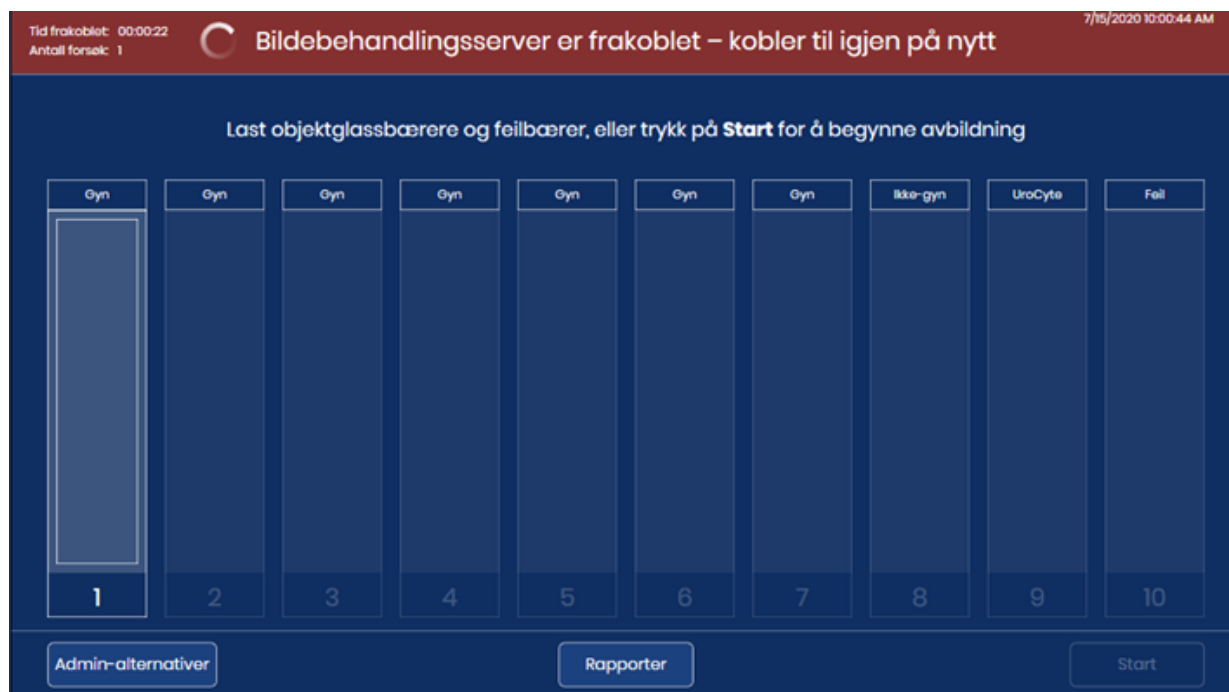 Tid frakoblet: 00:00:22
Antall forsøk: 1
Bildebehandlingsserver er frakoblet – kobler til igjen på nytt
7/15/2020 10:00:44 AM
Last objektglassbærere og feilbærer, eller trykk på Start for å begynne avbildning
Gyn Gyn Gyn Gyn Gyn Gyn Gyn Ikke-gyn UroCyte Feil
1 2 3 4 5 6 7 8 9 10
Admin-alternativer Rapporter Start